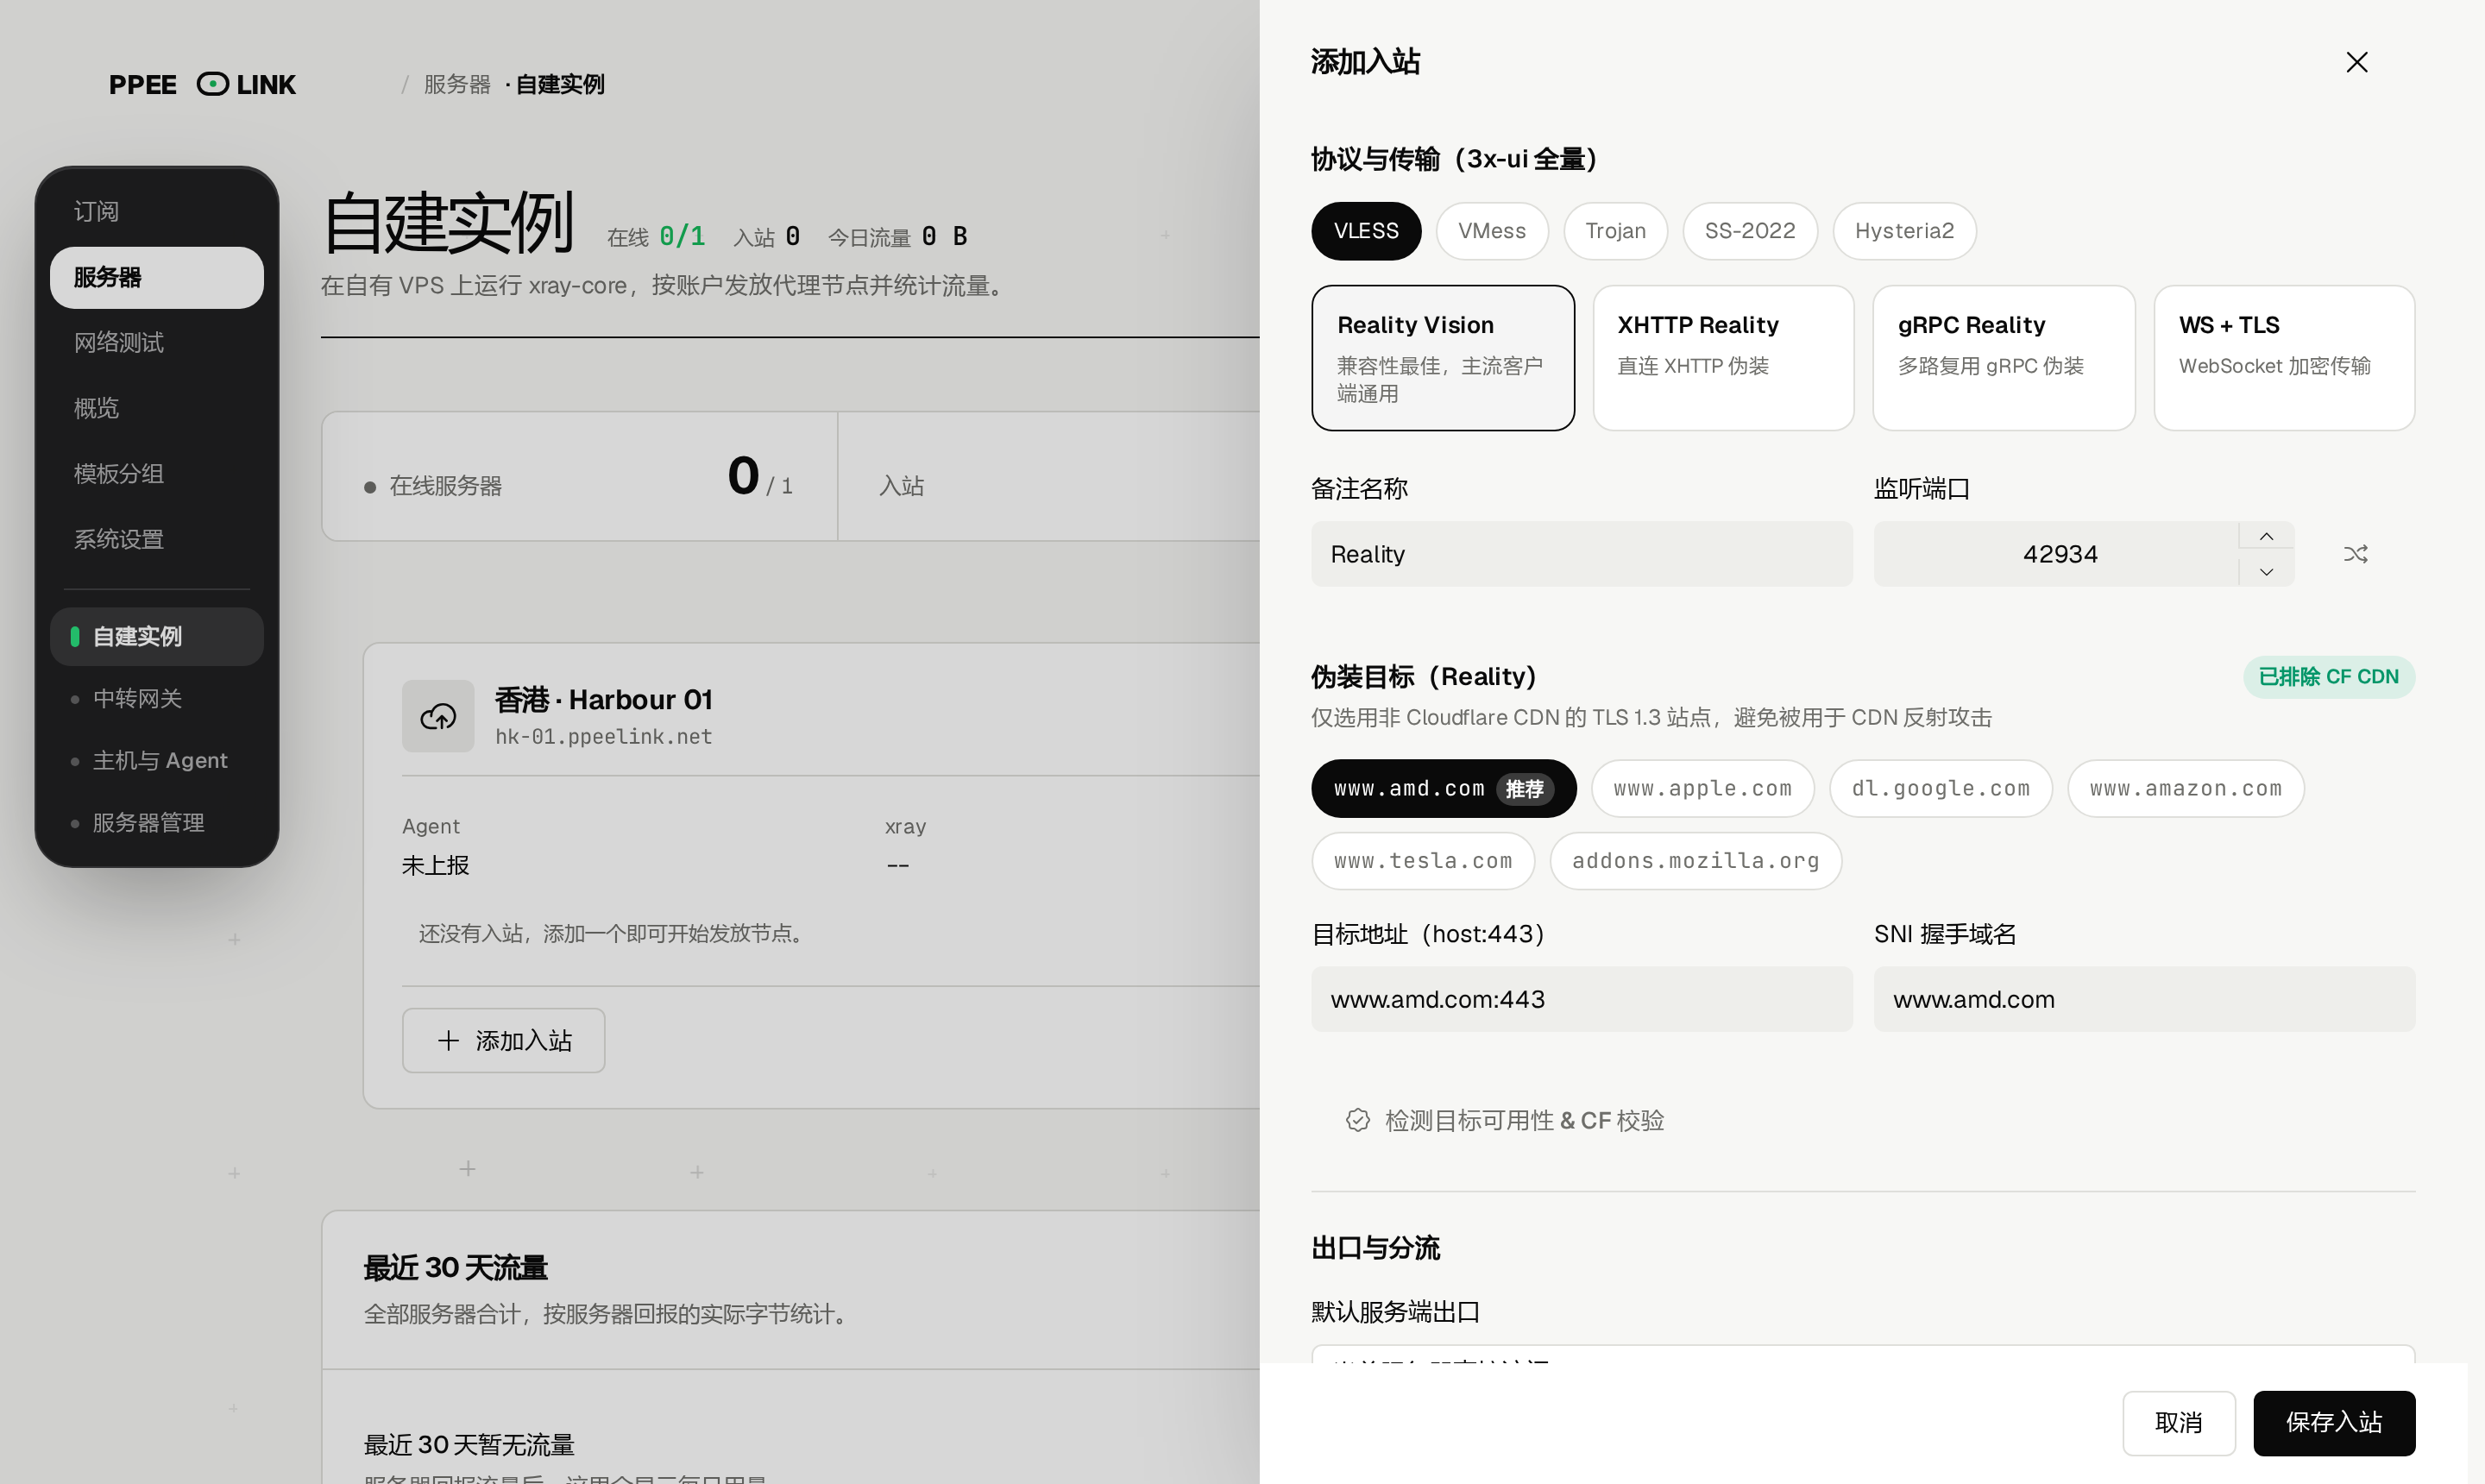 PPEE LINK / 服务器 · 自建实例
订阅
服务器
网络测试
概览
模板分组
系统设置
自建实例
中转网关
主机与 Agent
服务器管理
自建实例 在线 0/1 入站 0 今日流量 0 B
在自有 VPS 上运行 xray-core，按账户发放代理节点并统计流量。
在线服务器 0 / 1 入站
香港 · Harbour 01
hk-01.ppeelink.net
Agent xray
未上报 --
还没有入站，添加一个即可开始发放节点。
添加入站
最近 30 天流量
全部服务器合计，按服务器回报的实际字节统计。
最近 30 天暂无流量
添加入站
协议与传输（3x-ui 全量）
VLESS VMess Trojan SS-2022 Hysteria2
Reality Vision
兼容性最佳，主流客户
端通用
XHTTP Reality
直连 XHTTP 伪装
gRPC Reality
多路复用 gRPC 伪装
WS + TLS
WebSocket 加密传输
备注名称 监听端口
Reality 42934
伪装目标（Reality） 已排除 CF CDN
仅选用非 Cloudflare CDN 的 TLS 1.3 站点，避免被用于 CDN 反射攻击
www.amd.com 推荐 www.apple.com dl.google.com www.amazon.com
www.tesla.com addons.mozilla.org
目标地址（host:443） SNI 握手域名
www.amd.com:443 www.amd.com
检测目标可用性 & CF 校验
出口与分流
默认服务端出口
取消 保存入站